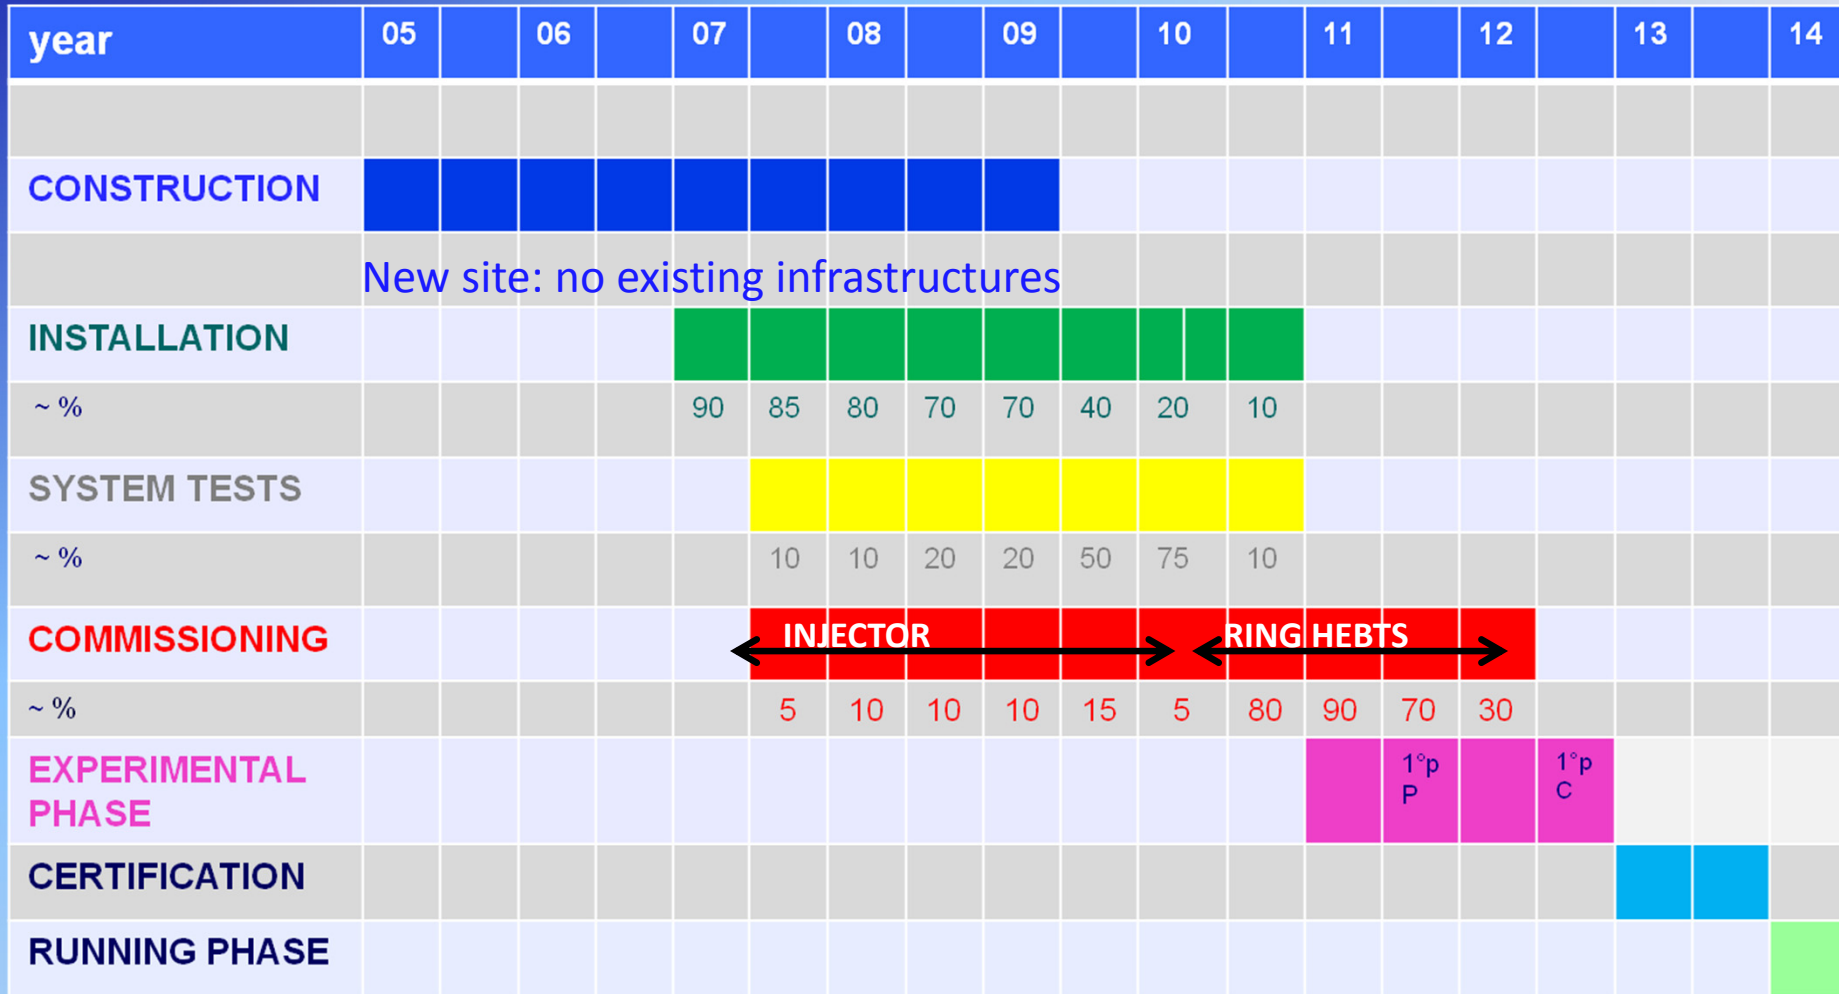 year 05 06 07 08 09 10 11 12 13 14
CONSTRUCTION
New site: no existing infrastructures
INSTALLATION
~ % 90 85 80 70 70 40 20 10
SYSTEM TESTS
~ % 10 10 20 20 50 75 10
COMMISSIONING INJECTOR RING HEBTS
~ % 5 10 10 10 15 5 80 90 70 30
EXPERIMENTAL 1°p 1°p
PHASE P C
CERTIFICATION
RUNNING PHASE